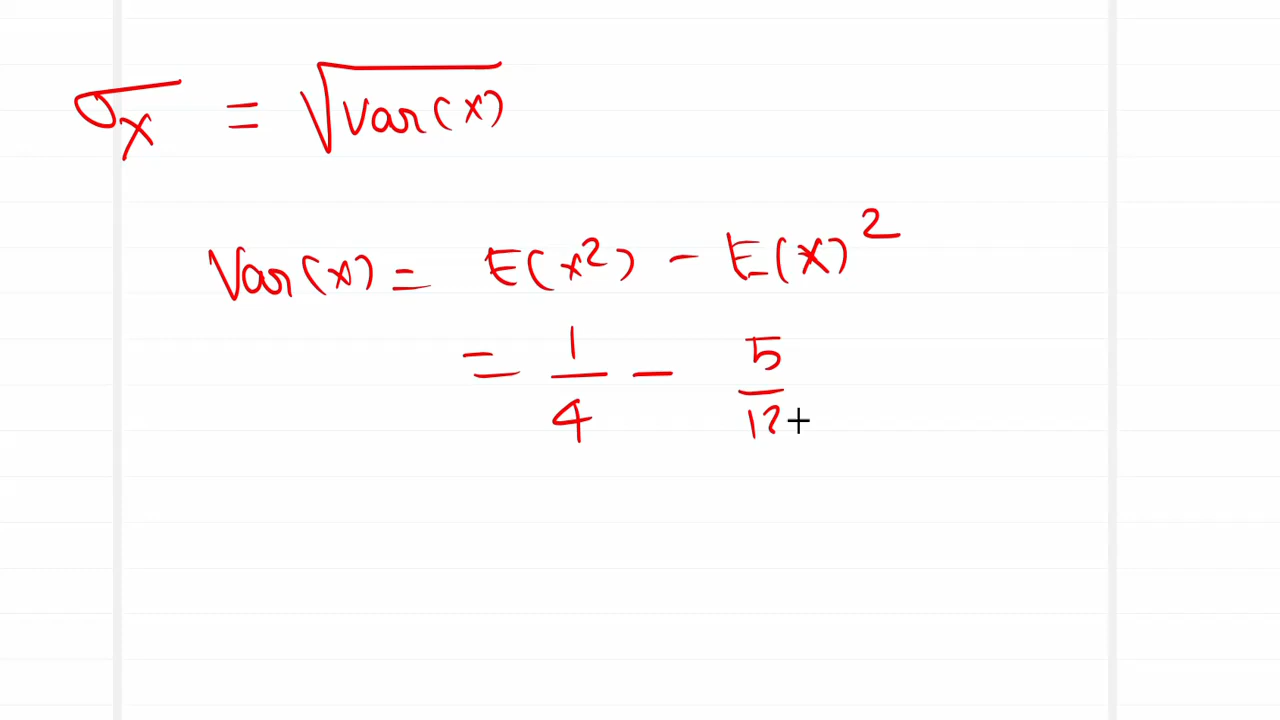 σx = √Var(x)
Var(x) = E(x²) - E(x)²
= 1/4 - 5/12